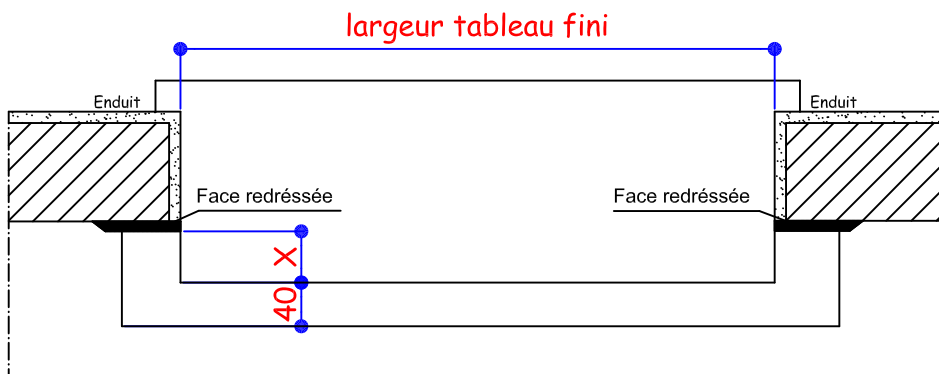 largeur tableau fini
Enduit
Enduit
Face redréssée
Face redréssée
X
40